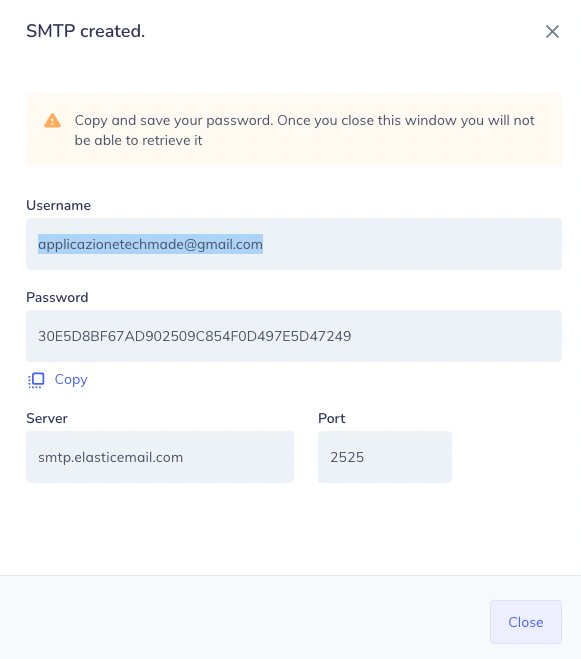 SMTP created.
Copy and save your password. Once you close this window you will not
be able to retrieve it
Username
applicazionetechmade@gmail.com
Password
30E5D8BF67AD902509C854F0D497E5D47249
Copy
Server
Port
smtp.elasticemail.com
2525
Close